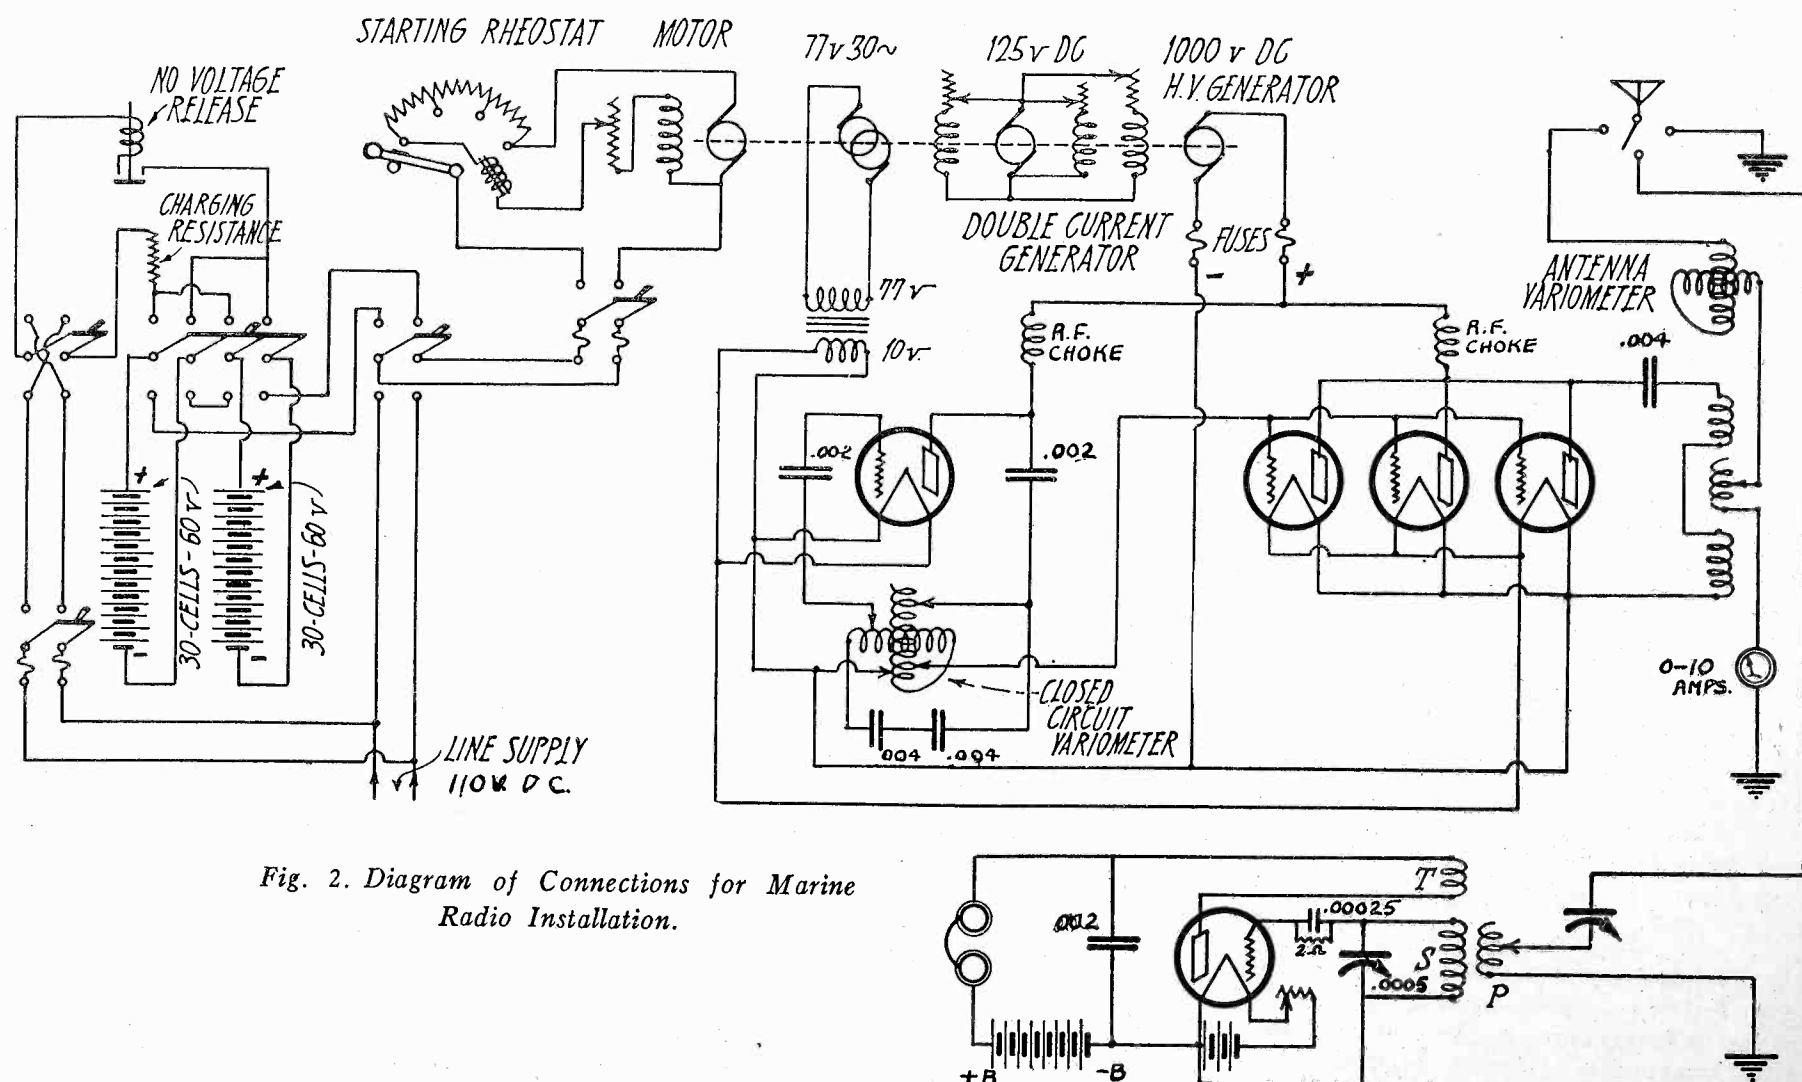 STARTING RHEOSTAT
MOTOR
77v 30~
125v DC
1000 v DC
H.V. GENERATOR
NO VOLTAGE
RELEASE
CHARGING
RESISTANCE
DOUBLE CURRENT
GENERATOR
FUSES
-
+
ANTENNA
VARIOMETER
77v
10v
R.F.
CHOKE
R.F.
CHOKE
.004
.002
.002
+
+
30-CELLS-60v
30-CELLS-60v
-
-
0-10
AMPS.
CLOSED
CIRCUIT
VARIOMETER
.004
.004
LINE SUPPLY
110V. D C.
Fig. 2. Diagram of Connections for Marine
Radio Installation.
T
.002
.00025
2Ω
S
.0005
P
+B
-B